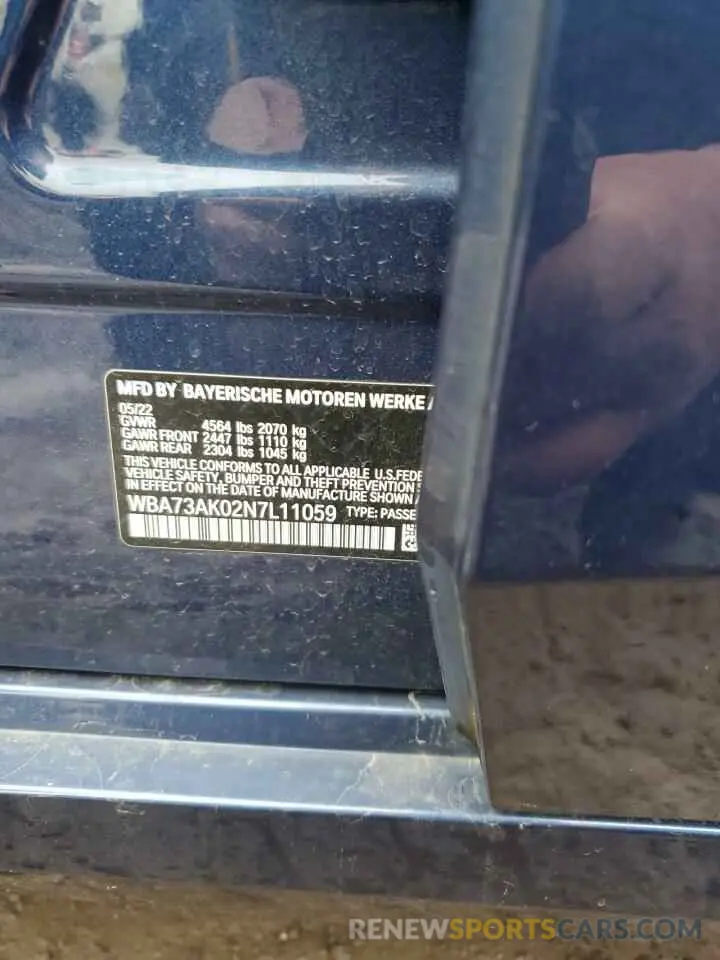 MFD BY BAYERISCHE MOTOREN WERKE
05/22
GVWR 4564 lbs 2070 kg
GAWR FRONT 2447 lbs 1110 kg
GAWR REAR 2304 lbs 1045 kg
THIS VEHICLE CONFORMS TO ALL APPLICABLE U.S. FEDE
VEHICLE SAFETY, BUMPER AND THEFT PREVENTION
IN EFFECT ON THE DATE OF MANUFACTURE SHOWN
WBA73AK02N7L11059 TYPE: PASSE
RENEWSPORTSCARS.COM